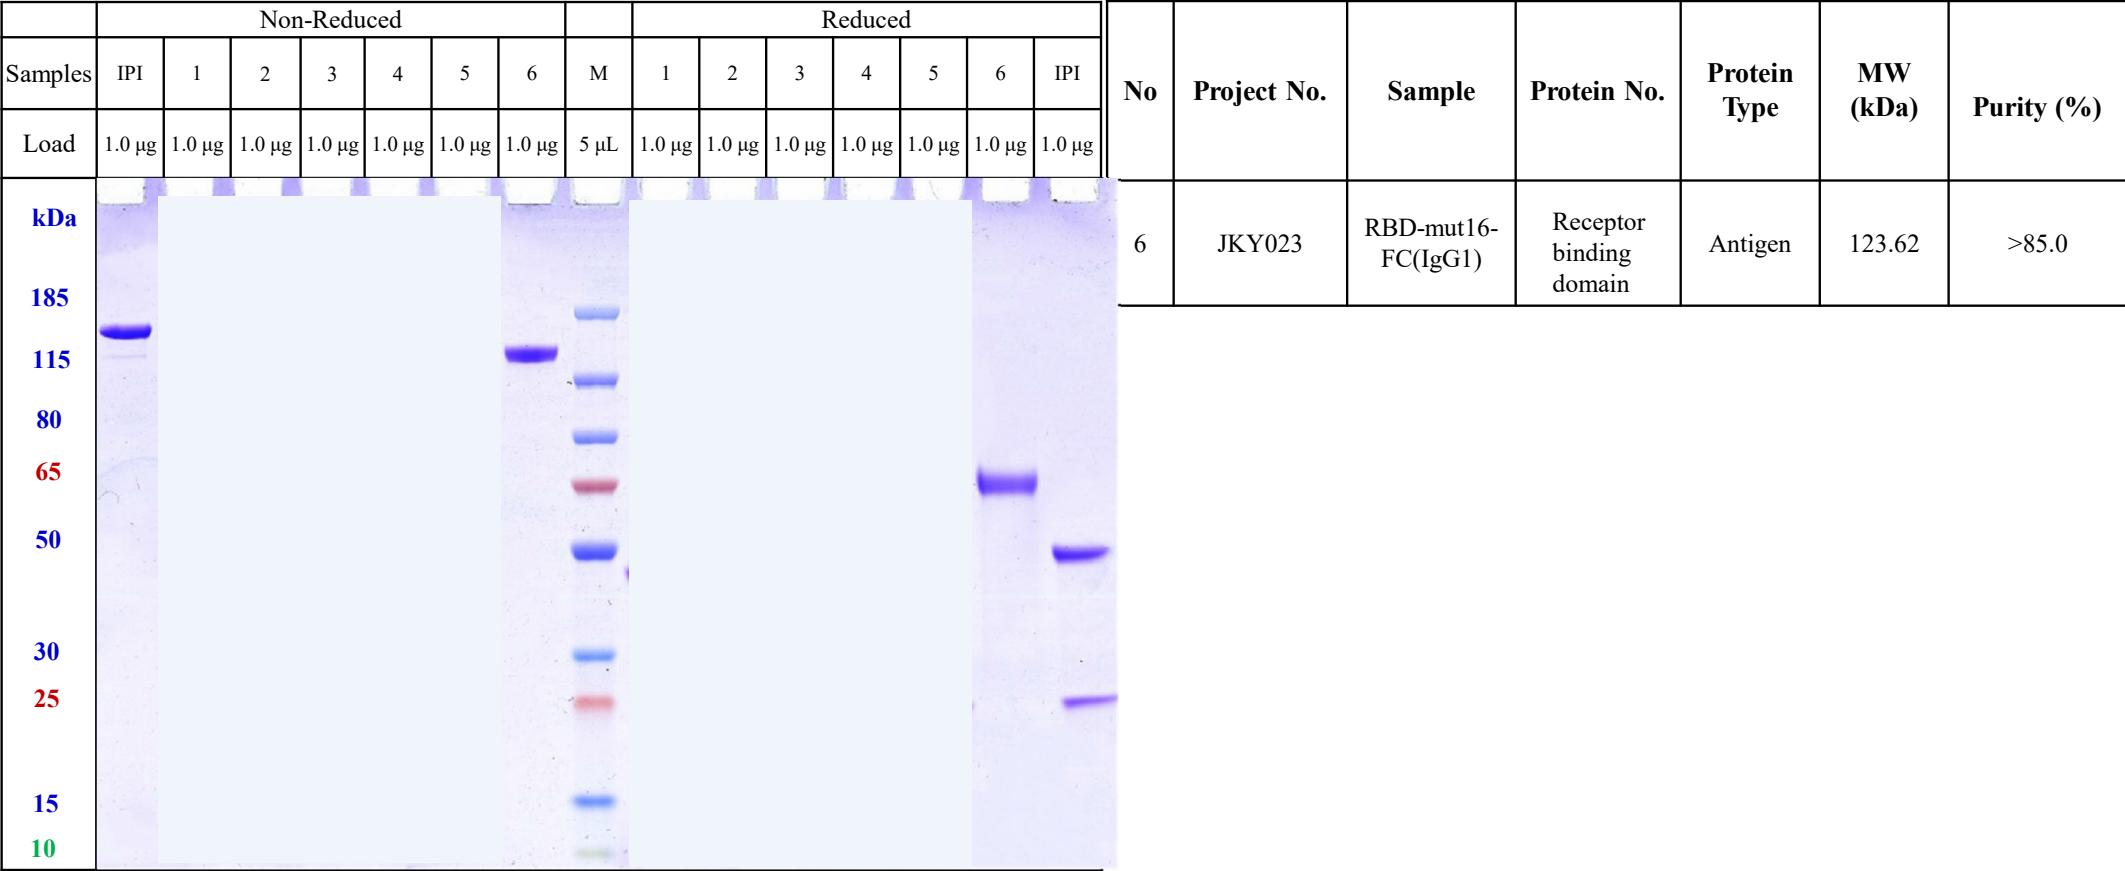 Non-Reduced Reduced
Samples IPI 1 2 3 4 5 6 M 1 2 3 4 5 6 IPI
Load 1.0 μg 1.0 μg 1.0 μg 1.0 μg 1.0 μg 1.0 μg 1.0 μg 5 μL 1.0 μg 1.0 μg 1.0 μg 1.0 μg 1.0 μg 1.0 μg 1.0 μg
kDa
185
115
80
65
50
30
25
15
10
No Project No. Sample Protein No. Protein
Type MW
(kDa) Purity (%)
6 JKY023 RBD-mut16-
FC(IgG1) Receptor
binding
domain Antigen 123.62 >85.0